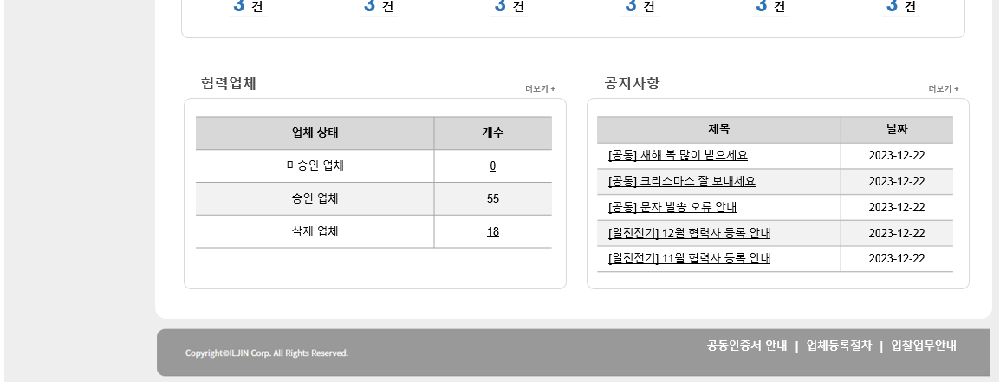 3 건 3 건 3 건 3 건 3 건 3 건
협력업체 더보기 +
업체 상태 개수
미승인 업체 0
승인 업체 55
삭제 업체 18
공지사항 더보기 +
제목 날짜
[공통] 새해 복 많이 받으세요 2023-12-22
[공통] 크리스마스 잘 보내세요 2023-12-22
[공통] 문자 발송 오류 안내 2023-12-22
[일진전기] 12월 협력사 등록 안내 2023-12-22
[일진전기] 11월 협력사 등록 안내 2023-12-22
Copyright©ILJIN Corp. All Rights Reserved.
공동인증서 안내 | 업체등록절차 | 입찰업무안내